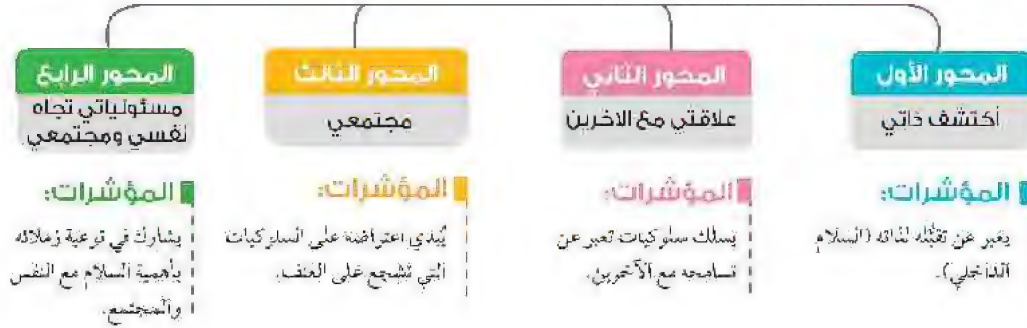 المحور الأول
أكتشف ذاتي
المؤشرات:
يعبر عن تقبُّله لذاته (السلام
الداخلي).
المحور الثاني
علاقتي مع الاخرين
المؤشرات:
يسلك سلوكيات تعبر عن
تسامحه مع الآخرين.
المحور الثالث
مجتمعي
المؤشرات:
يُبدي اعتراضه على السلوكيات
التي تشجع على العنف.
المحور الرابع
مسئولياتي تجاه
نفسي ومجتمعي
المؤشرات:
يشارك في توعية زملائه
بأهمية السلام مع النفس
والمجتمع.